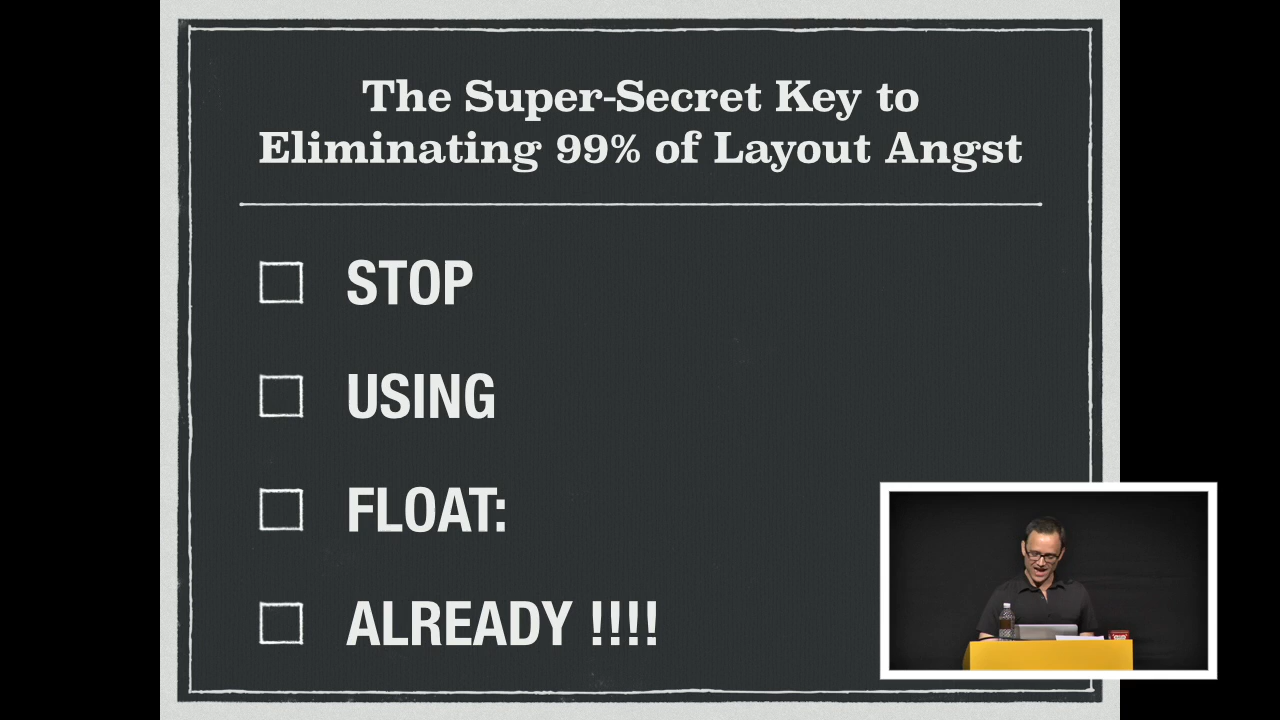 The Super-Secret Key to
Eliminating 99% of Layout Angst
STOP
USING
FLOAT:
ALREADY !!!!